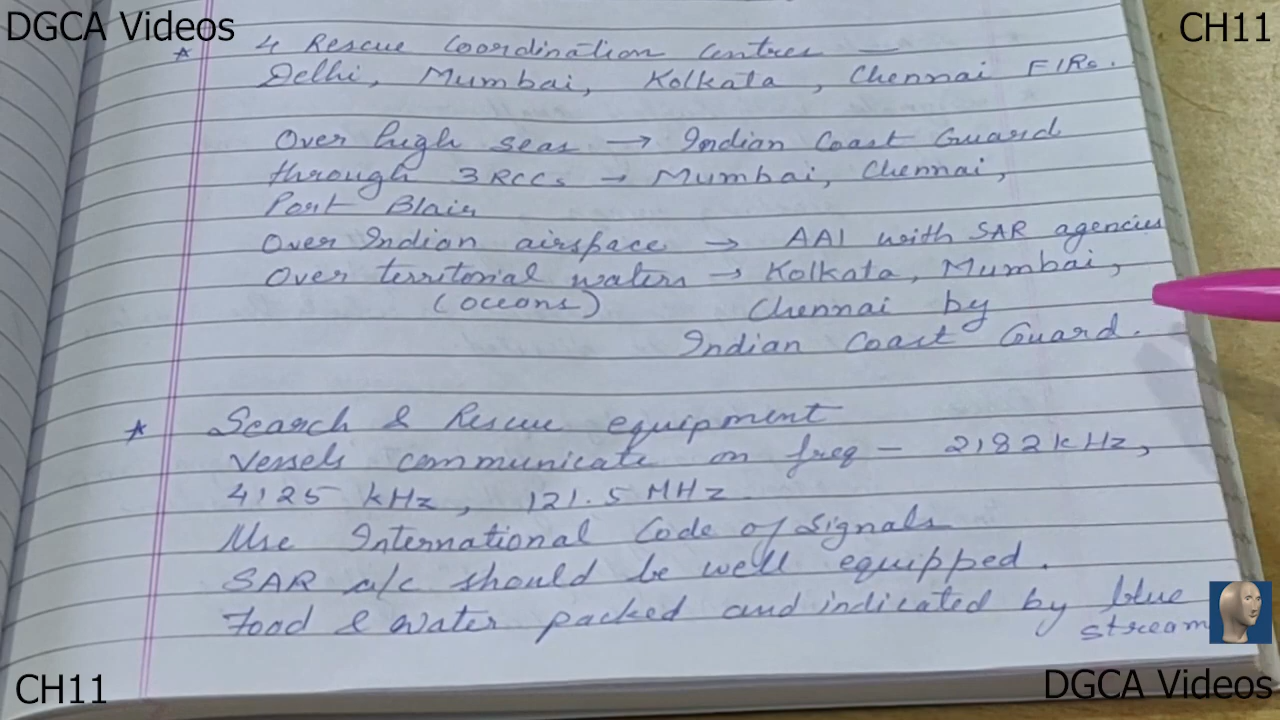 DGCA Videos
CH11
* 4 Rescue Coordination Centres —
Delhi, Mumbai, Kolkata, Chennai FIRs.
Over high seas → Indian Coast Guard
through 3 RCCs → Mumbai, Chennai,
Port Blair
Over Indian airspace → AAI with SAR agencies
Over territorial waters → Kolkata, Mumbai,
(oceons) Chennai by
Indian Coast Guard.
* Search & Rescue equipment
Vessels communicate on freq – 2182 kHz,
4125 kHz, 121.5 MHz
Use International Code of Signals
SAR a/c should be well equipped.
Food & water packed and indicated by blue
stream
CH11
DGCA Videos